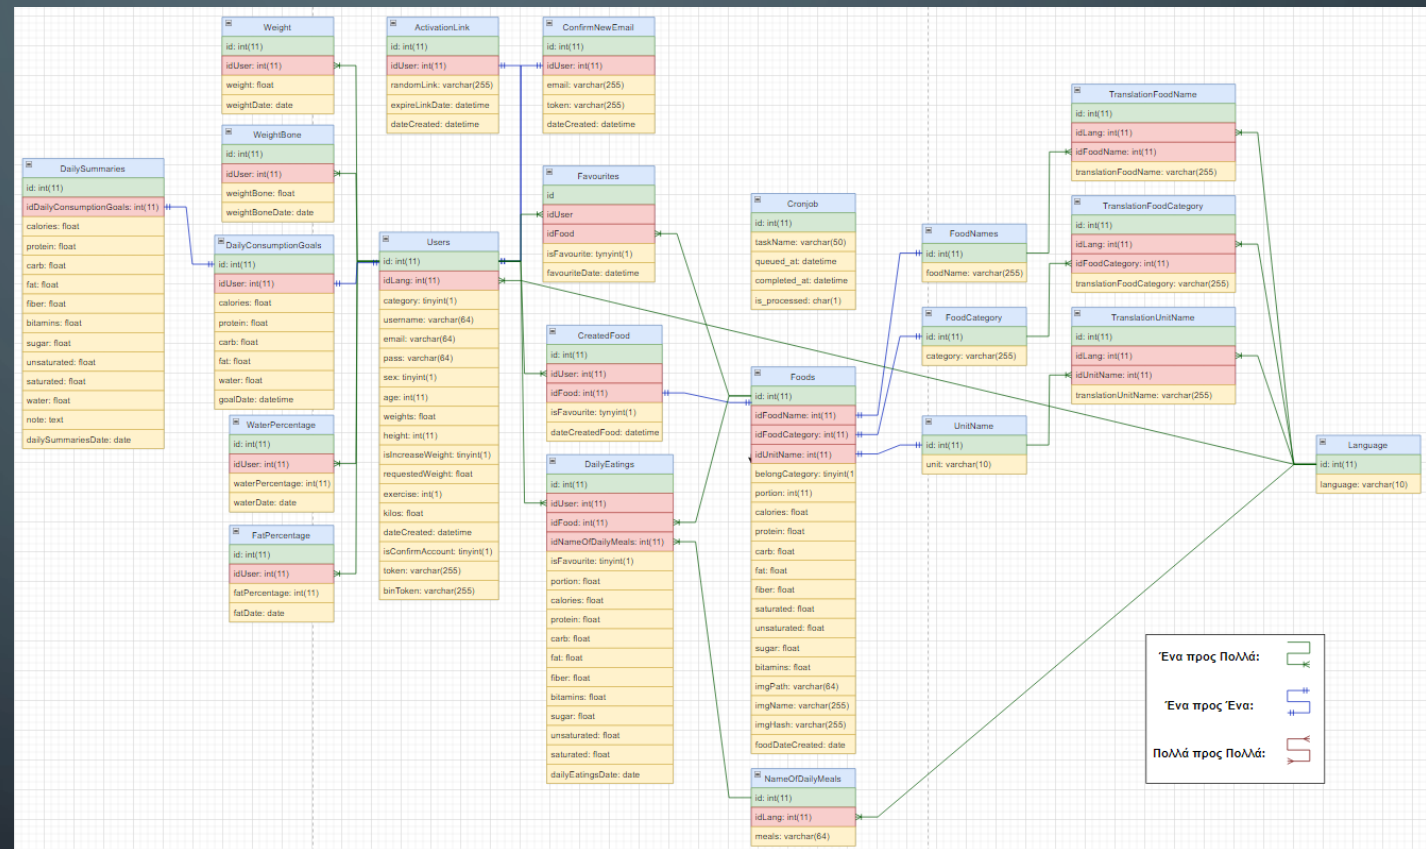 Weight
id: int(11)
idUser: int(11)
weight: float
weightDate: date
WeightBone
id: int(11)
idUser: int(11)
weightBone: float
weightBoneDate: date
DailySummaries
id: int(11)
idDailyConsumptionGoals: int(11)
calories: float
protein: float
carb: float
fat: float
fiber: float
bitamins: float
sugar: float
unsaturated: float
saturated: float
water: float
note: text
dailySummariesDate: date
DailyConsumptionGoals
id: int(11)
idUser: int(11)
calories: float
protein: float
carb: float
fat: float
water: float
goalDate: datetime
WaterPercentage
id: int(11)
idUser: int(11)
waterPercentage: int(11)
waterDate: date
FatPercentage
id: int(11)
idUser: int(11)
fatPercentage: int(11)
fatDate: date
ActivationLink
id: int(11)
idUser: int(11)
randomLink: varchar(255)
expireLinkDate: datetime
dateCreated: datetime
Users
id: int(11)
idLang: int(11)
category: tinyint(1)
username: varchar(64)
email: varchar(64)
pass: varchar(64)
sex: tinyint(1)
age: int(11)
weights: float
height: int(11)
isIncreaseWeight: tinyint(1)
requestedWeight: float
exercise: int(1)
kilos: float
dateCreated: datetime
isConfirmAccount: tinyint(1)
token: varchar(255)
binToken: varchar(255)
ConfirmNewEmail
id: int(11)
idUser: int(11)
email: varchar(255)
token: varchar(255)
dateCreated: datetime
Favourites
id
idUser
idFood
isFavourite: tynyint(1)
favouriteDate: datetime
CreatedFood
id: int(11)
idUser: int(11)
idFood: int(11)
isFavourite: tynyint(1)
dateCreatedFood: datetime
DailyEatings
id: int(11)
idUser: int(11)
idFood: int(11)
idNameOfDailyMeals: int(11)
isFavourite: tinyint(1)
portion: float
calories: float
protein: float
carb: float
fat: float
fiber: float
bitamins: float
sugar: float
unsaturated: float
saturated: float
dailyEatingsDate: date
Cronjob
id: int(11)
taskName: varchar(50)
queued_at: datetime
completed_at: datetime
is_processed: char(1)
Foods
id: int(11)
idFoodName: int(11)
idFoodCategory: int(11)
idUnitName: int(11)
belongCategory: tinyint(1
portion: int(11)
calories: float
protein: float
carb: float
fat: float
fiber: float
saturated: float
unsaturated: float
sugar: float
bitamins: float
imgPath: varchar(64)
imgName: varchar(255)
imgHash: varchar(255)
foodDateCreated: date
NameOfDailyMeals
id: int(11)
idLang: int(11)
meals: varchar(64)
FoodNames
id: int(11)
foodName: varchar(255)
FoodCategory
id: int(11)
category: varchar(255)
UnitName
id: int(11)
unit: varchar(10)
TranslationFoodName
id: int(11)
idLang: int(11)
idFoodName: int(11)
translationFoodName: varchar(255)
TranslationFoodCategory
id: int(11)
idLang: int(11)
idFoodCategory: int(11)
translationFoodCategory: varchar(255)
TranslationUnitName
id: int(11)
idLang: int(11)
idUnitName: int(11)
translationUnitName: varchar(255)
Language
id: int(11)
language: varchar(10)
Ένα προς Πολλά:
Ένα προς Ένα:
Πολλά προς Πολλά: